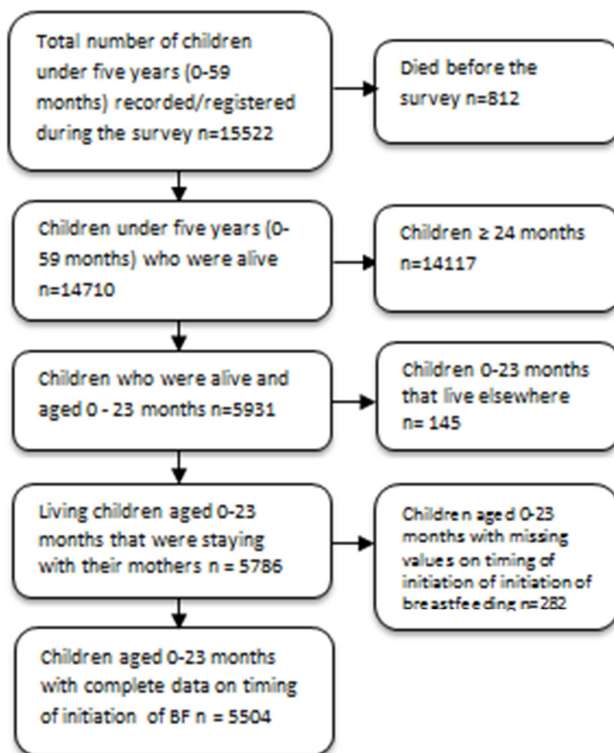 Total number of children
under five years (0-59
months) recorded/registered
during the survey n=15522
Died before the
survey n=812
Children under five years (0-
59 months) who were alive
n=14710
Children ≥ 24 months
n=14117
Children who were alive and
aged 0 - 23 months n=5931
Children 0-23 months
that live elsewhere
n= 145
Living children aged 0-23
months that were staying
with their mothers n = 5786
Children aged 0-23
months with missing
values on timing of
initiation of initiation of
breastfeeding n=282
Children aged 0-23 months
with complete data on timing
of initiation of BF n = 5504